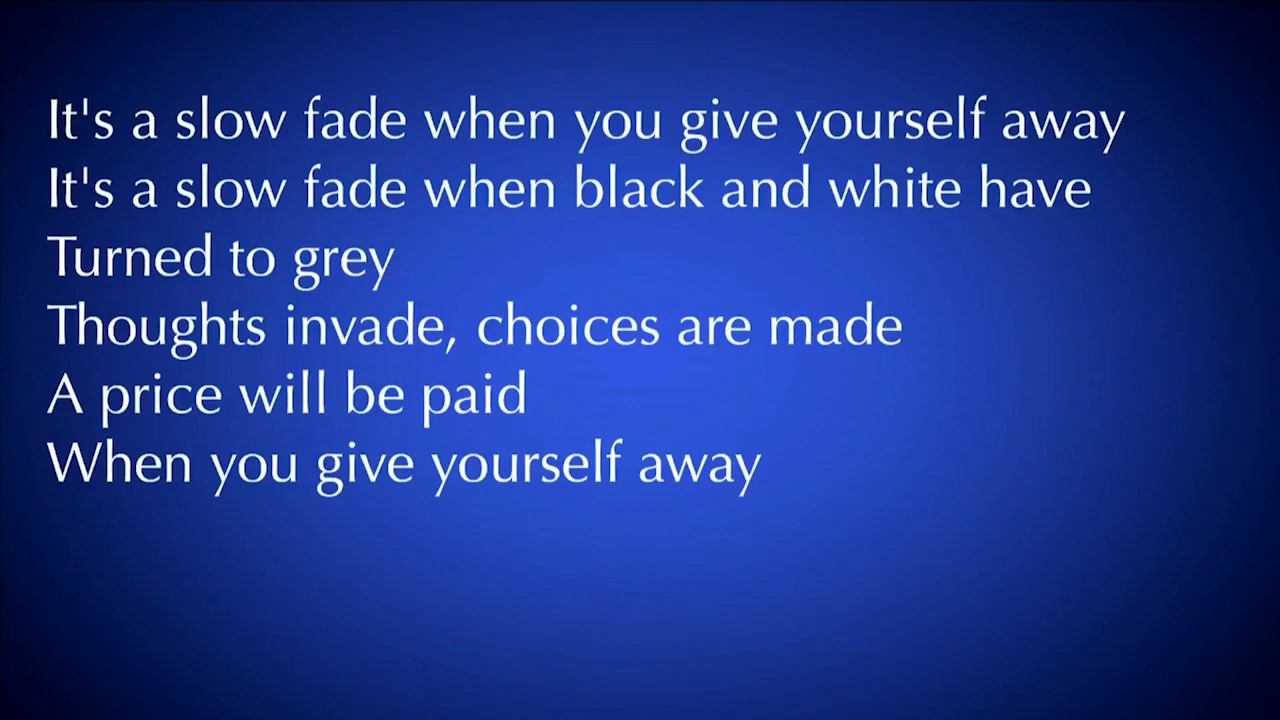 It's a slow fade when you give yourself away
It's a slow fade when black and white have
Turned to grey
Thoughts invade, choices are made
A price will be paid
When you give yourself away